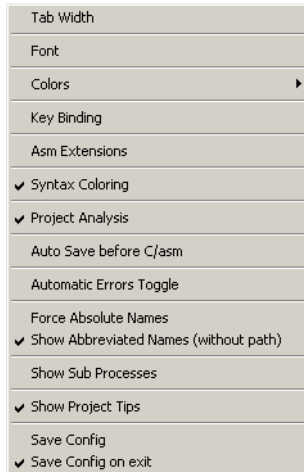 Tab Width
Font
Colors
Key Binding
Asm Extensions
Syntax Coloring
Project Analysis
Auto Save before C/asm
Automatic Errors Toggle
Force Absolute Names
Show Abbreviated Names (without path)
Show Sub Processes
Show Project Tips
Save Config
Save Config on exit